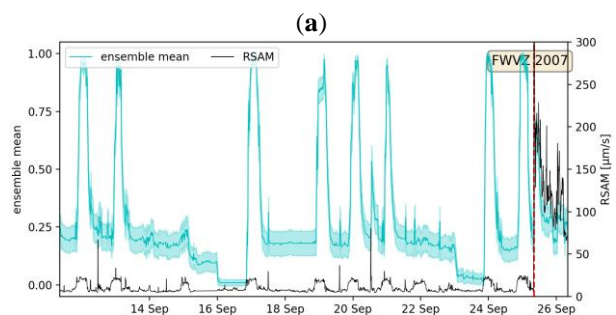 (a)
ensemble mean RSAM
FWVZ 2007
1.00
0.75
0.50
0.25
0.00
ensemble mean
300
250
200
150
100
50
0
RSAM [μm/s]
14 Sep 16 Sep 18 Sep 20 Sep 22 Sep 24 Sep 26 Sep